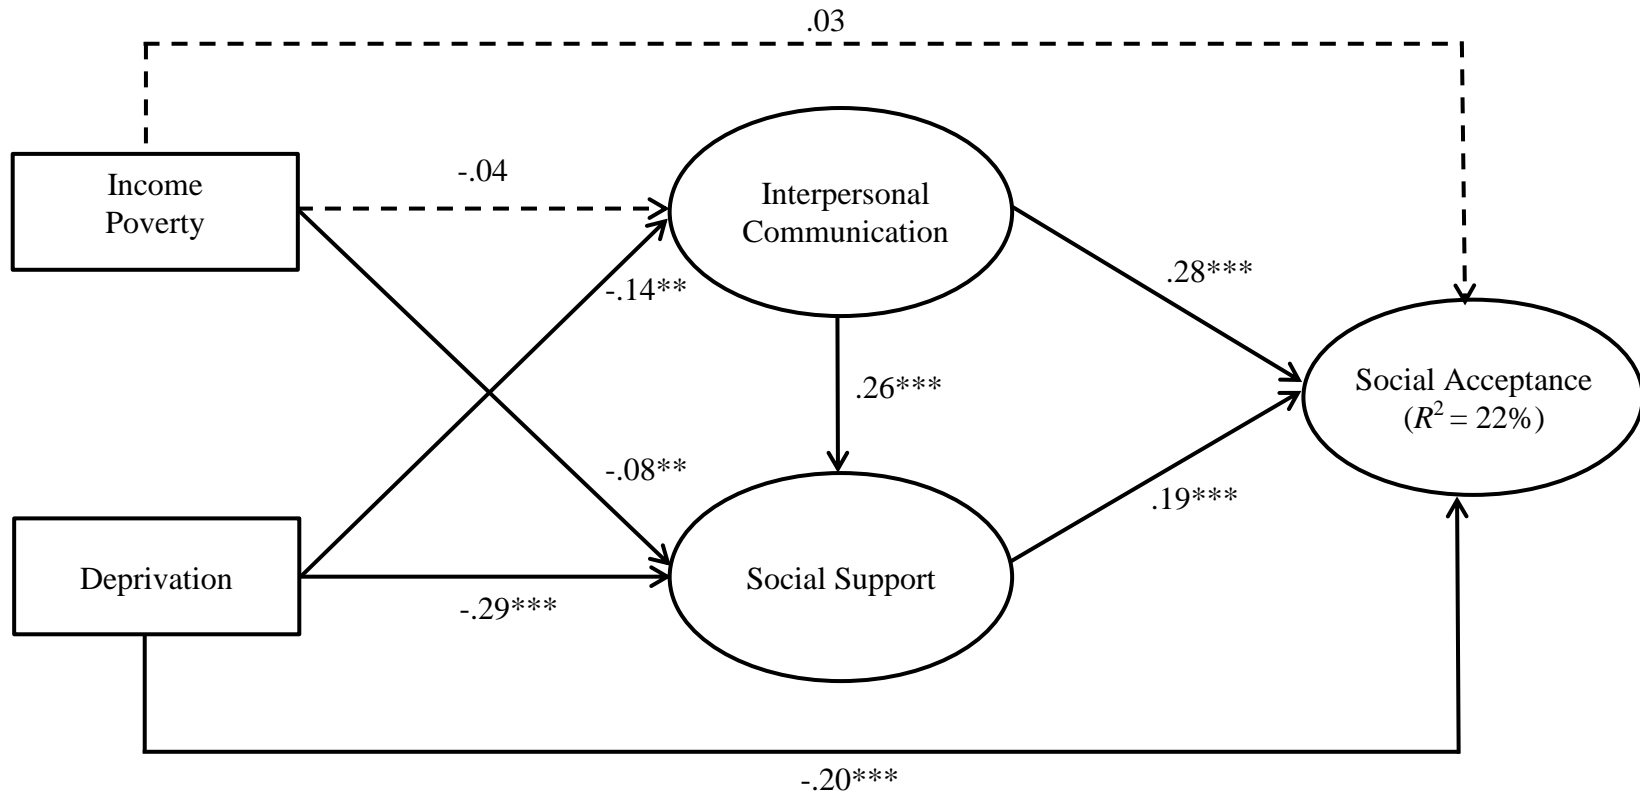 .03
Income
Poverty
-.04
Interpersonal
Communication
-.14**
.28***
.26***
Social Acceptance
(R² = 22%)
-.08**
.19***
Deprivation
-.29***
Social Support
-.20***